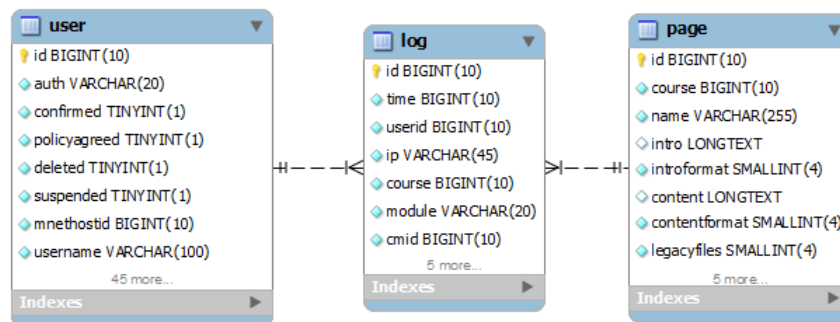 user
id BIGINT(10)
auth VARCHAR(20)
confirmed TINYINT(1)
policyagreed TINYINT(1)
deleted TINYINT(1)
suspended TINYINT(1)
mnethostid BIGINT(10)
username VARCHAR(100)
45 more...
Indexes
log
id BIGINT(10)
time BIGINT(10)
userid BIGINT(10)
ip VARCHAR(45)
course BIGINT(10)
module VARCHAR(20)
cmid BIGINT(10)
5 more...
Indexes
page
id BIGINT(10)
course BIGINT(10)
name VARCHAR(255)
intro LONGTEXT
introformat SMALLINT(4)
content LONGTEXT
contentformat SMALLINT(4)
legacyfiles SMALLINT(4)
5 more...
Indexes